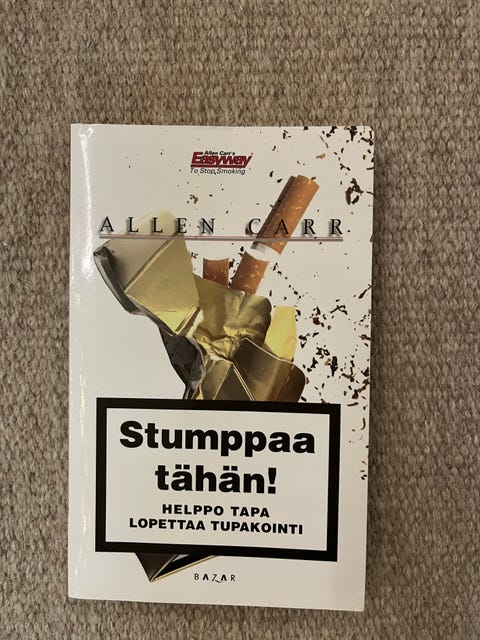 Allen Carr's
Easyway
To Stop Smoking
ALLEN CARR
Stumppaa
tähän!
HELPPO TAPA
LOPETTAA TUPAKOINTI
BAZAR